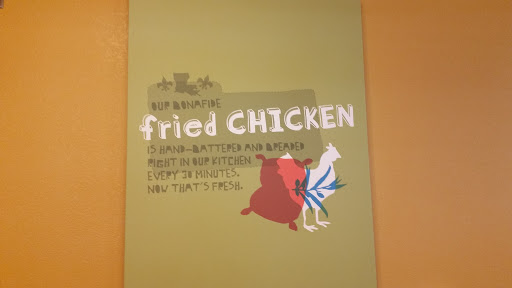 OUR BONAFIDE
fried CHICKEN
IS HAND-BATTERED AND BREADED
RIGHT IN OUR KITCHEN
EVERY 30 MINUTES.
NOW THAT'S FRESH.